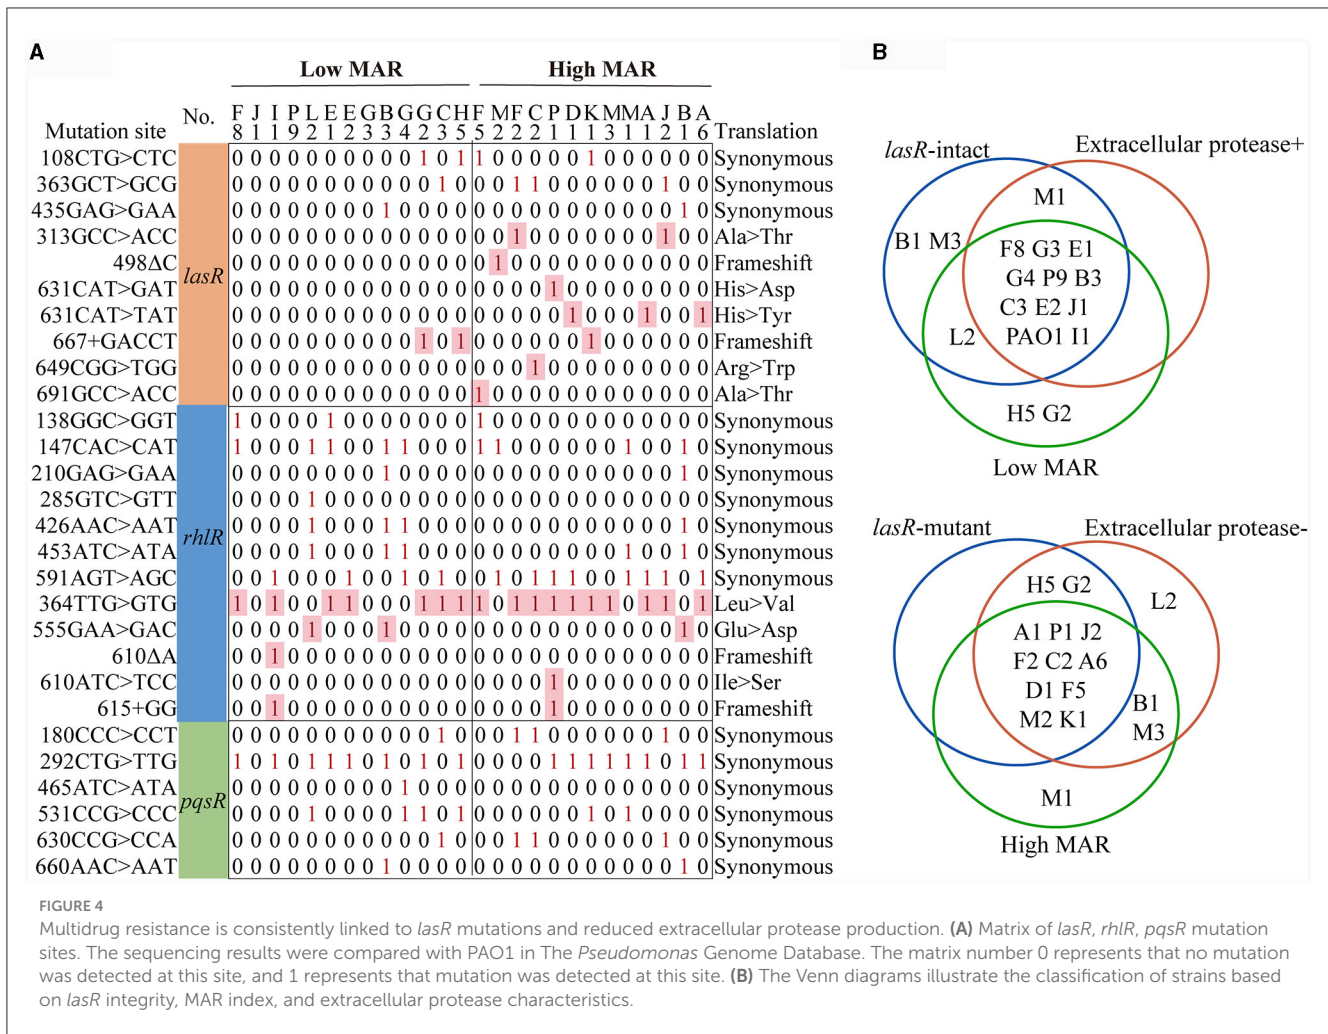 A
Low MAR High MAR
No. F J I P L E E G B G G C H F M F C P D K M M A J B A
Mutation site 8 1 1 9 2 1 2 3 3 4 2 3 5 5 2 2 2 1 1 1 3 1 1 2 1 6 Translation
108CTG>CTC 0 0 0 0 0 0 0 0 0 0 1 0 1 1 0 0 0 0 0 1 0 0 0 0 0 0 Synonymous
363GCT>GCG 0 0 0 0 0 0 0 0 0 0 0 1 0 0 0 1 1 0 0 0 0 0 0 1 0 0 Synonymous
435GAG>GAA 0 0 0 0 0 0 0 0 1 0 0 0 0 0 0 0 0 0 0 0 0 0 0 0 1 0 Synonymous
313GCC>ACC 0 0 0 0 0 0 0 0 0 0 0 0 0 0 0 1 0 0 0 0 0 0 0 1 0 0 Ala>Thr
498ΔC 0 0 0 0 0 0 0 0 0 0 0 0 0 0 1 0 0 0 0 0 0 0 0 0 0 0 Frameshift
lasR
631CAT>GAT 0 0 0 0 0 0 0 0 0 0 0 0 0 0 0 0 0 1 0 0 0 0 0 0 0 0 His>Asp
631CAT>TAT 0 0 0 0 0 0 0 0 0 0 0 0 0 0 0 0 0 0 1 0 0 0 1 0 0 1 His>Tyr
667+GACCT 0 0 0 0 0 0 0 0 0 0 1 0 1 0 0 0 0 0 0 1 0 0 0 0 0 0 Frameshift
649CGG>TGG 0 0 0 0 0 0 0 0 0 0 0 0 0 0 0 0 1 0 0 0 0 0 0 0 0 0 Arg>Trp
691GCC>ACC 0 0 0 0 0 0 0 0 0 0 0 0 0 1 0 0 0 0 0 0 0 0 0 0 0 0 Ala>Thr
138GGC>GGT 1 0 0 0 0 1 0 0 0 0 0 0 0 1 0 0 0 0 0 0 0 0 0 0 0 0 Synonymous
147CAC>CAT 1 0 0 0 1 1 0 0 1 1 0 0 0 1 1 0 0 0 0 0 0 1 0 0 1 0 Synonymous
210GAG>GAA 0 0 0 0 0 0 0 0 1 0 0 0 0 0 0 0 0 0 0 0 0 0 0 0 1 0 Synonymous
285GTC>GTT 0 0 0 0 1 0 0 0 0 0 0 0 0 0 0 0 0 0 0 0 0 0 0 0 0 0 Synonymous
426AAC>AAT 0 0 0 0 1 0 0 0 1 1 0 0 0 0 0 0 0 0 0 0 0 0 0 0 1 0 Synonymous
rhlR
453ATC>ATA 0 0 0 0 1 0 0 0 1 1 0 0 0 0 0 0 0 0 0 0 0 1 0 0 1 0 Synonymous
591AGT>AGC 0 0 1 0 0 0 1 0 0 1 0 1 0 0 1 0 1 1 1 0 0 1 1 1 0 1 Synonymous
364TTG>GTG 1 0 1 0 0 1 1 0 0 0 1 1 1 1 0 1 1 1 1 1 1 0 1 1 0 1 Leu>Val
555GAA>GAC 0 0 0 0 1 0 0 0 1 0 0 0 0 0 0 0 0 0 0 0 0 0 0 0 1 0 Glu>Asp
610ΔA 0 0 1 0 0 0 0 0 0 0 0 0 0 0 0 0 0 0 0 0 0 0 0 0 0 0 Frameshift
610ATC>TCC 0 0 0 0 0 0 0 0 0 0 0 0 0 0 0 0 0 1 0 0 0 0 0 0 0 0 Ile>Ser
615+GG 0 0 1 0 0 0 0 0 0 0 0 0 0 0 0 0 0 1 0 0 0 0 0 0 0 0 Frameshift
180CCC>CCT 0 0 0 0 0 0 0 0 0 0 0 1 0 0 0 1 1 0 0 0 0 0 0 1 0 0 Synonymous
292CTG>TTG 1 0 1 0 1 1 1 0 1 0 1 0 1 0 0 0 0 1 1 1 1 1 1 0 1 1 Synonymous
465ATC>ATA 0 0 0 0 0 0 0 0 0 1 0 0 0 0 0 0 0 0 0 0 0 0 0 0 0 0 Synonymous
pqsR
531CCG>CCC 0 0 0 0 1 0 0 0 0 1 1 0 1 0 0 0 0 0 0 1 0 1 0 0 0 0 Synonymous
630CCG>CCA 0 0 0 0 0 0 0 0 0 0 0 1 0 0 0 1 1 0 0 0 0 0 0 1 0 0 Synonymous
660AAC>AAT 0 0 0 0 0 0 0 0 1 0 0 0 0 0 0 0 0 0 0 0 0 0 0 0 1 0 Synonymous
B
lasR-intact Extracellular protease+
M1
B1 M3
F8 G3 E1
G4 P9 B3
C3 E2 J1
PAO1 I1
L2
H5 G2
Low MAR
lasR-mutant Extracellular protease-
H5 G2
L2
A1 P1 J2
F2 C2 A6
D1 F5
M2 K1
B1
M3
M1
High MAR
FIGURE 4
Multidrug resistance is consistently linked to lasR mutations and reduced extracellular protease production. (A) Matrix of lasR, rhlR, pqsR mutation
sites. The sequencing results were compared with PAO1 in The Pseudomonas Genome Database. The matrix number 0 represents that no mutation
was detected at this site, and 1 represents that mutation was detected at this site. (B) The Venn diagrams illustrate the classification of strains based
on lasR integrity, MAR index, and extracellular protease characteristics.